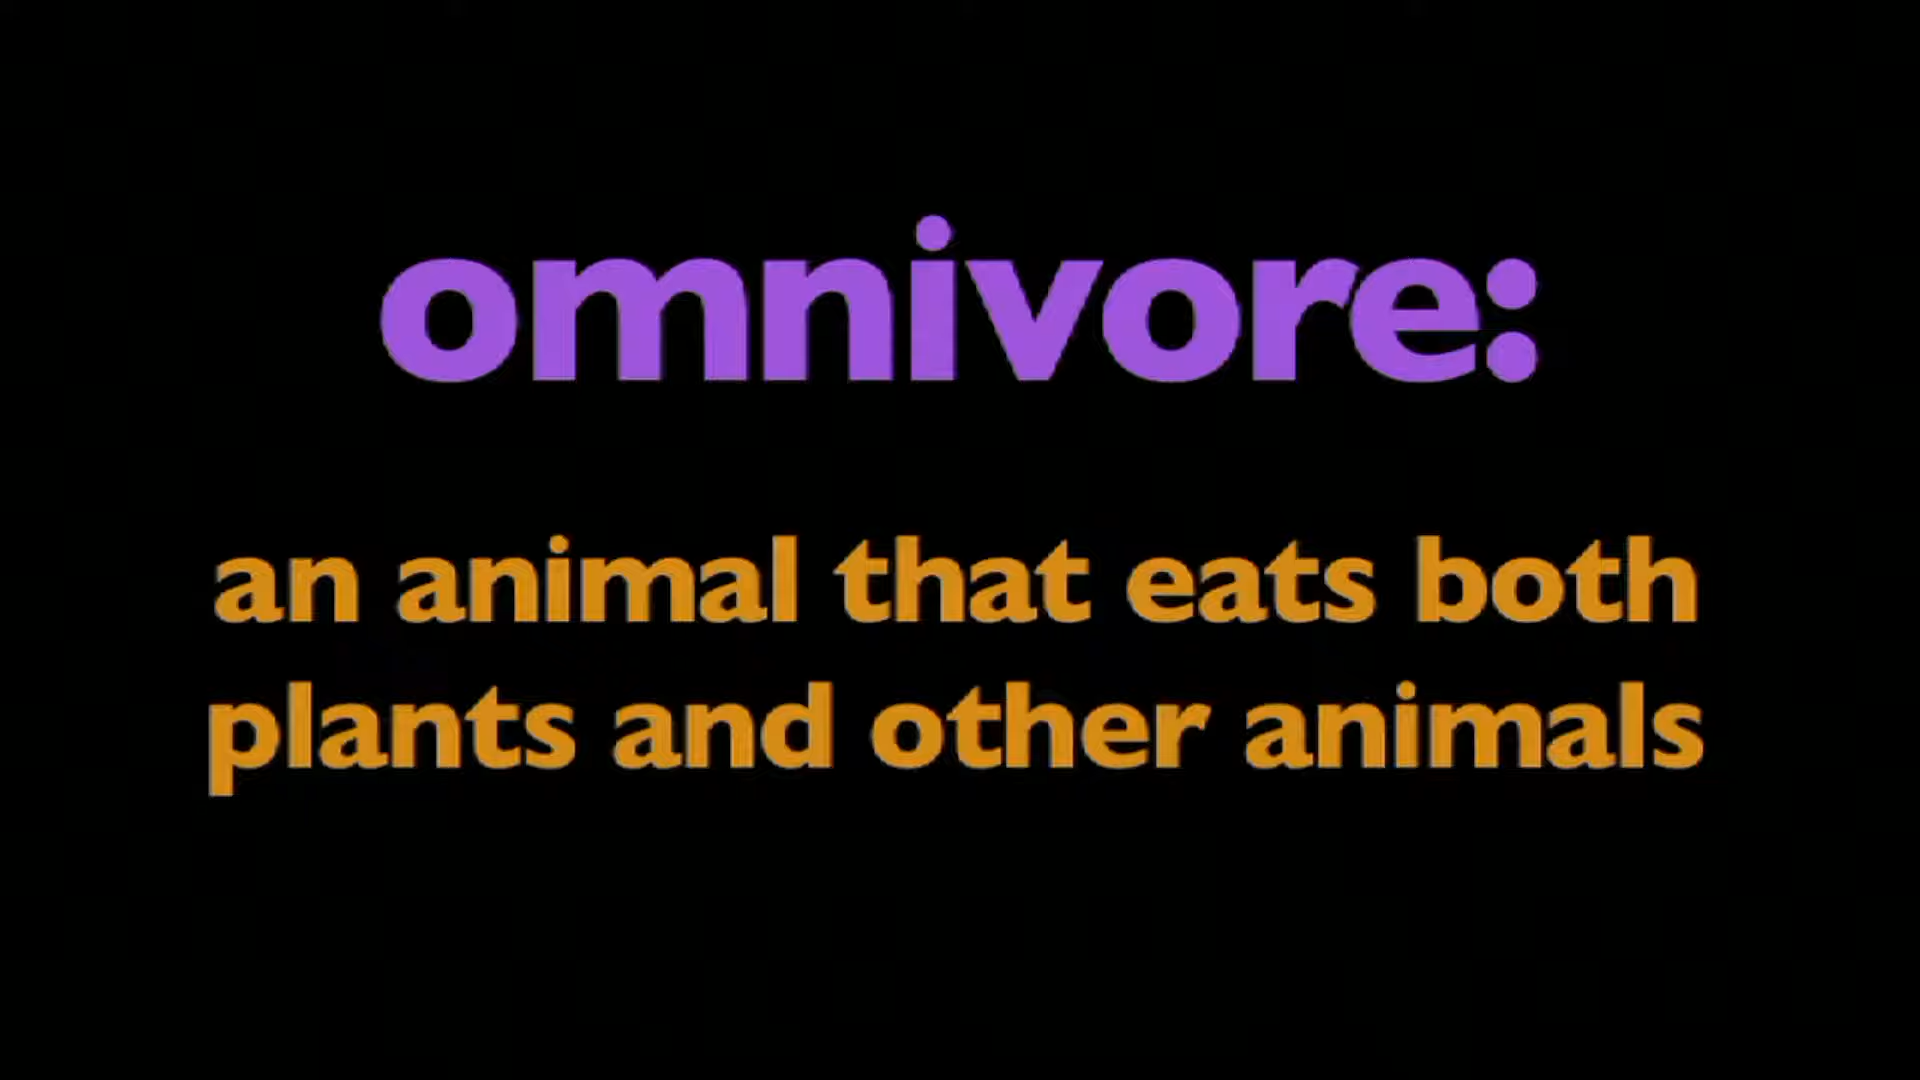 omnivore:
an animal that eats both
plants and other animals